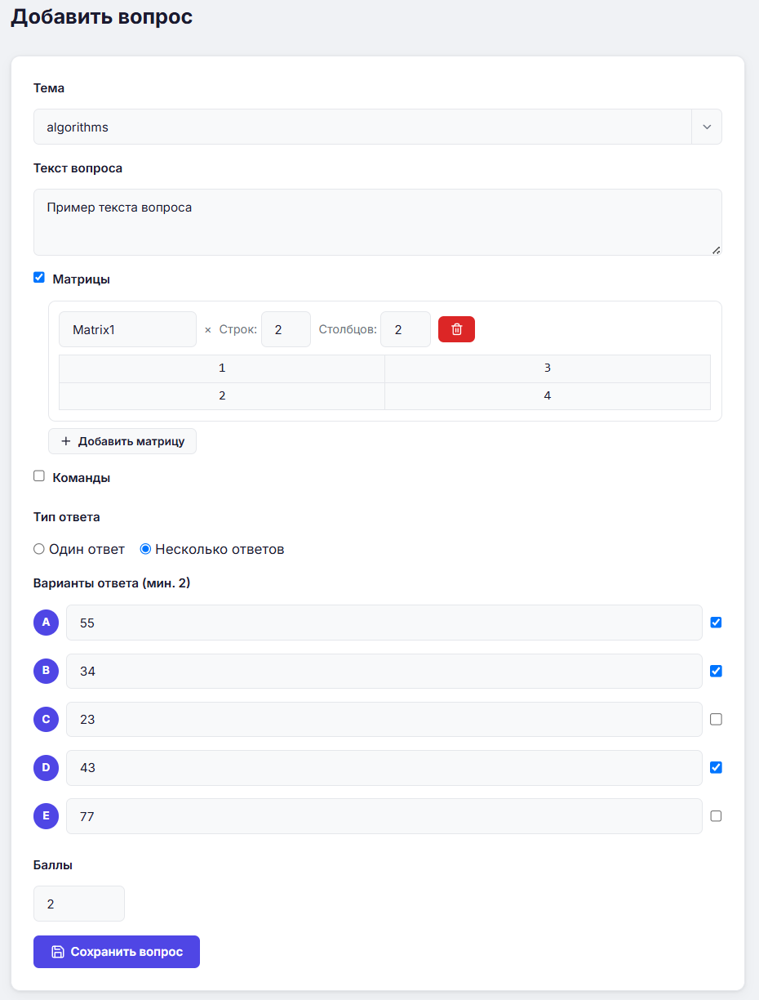 Добавить вопрос
Тема
algorithms
Текст вопроса
Пример текста вопроса
Матрицы
Matrix1 × Строк: 2 Столбцов: 2
1 3
2 4
+ Добавить матрицу
Команды
Тип ответа
Один ответ Несколько ответов
Варианты ответа (мин. 2)
A 55
B 34
C 23
D 43
E 77
Баллы
2
Сохранить вопрос